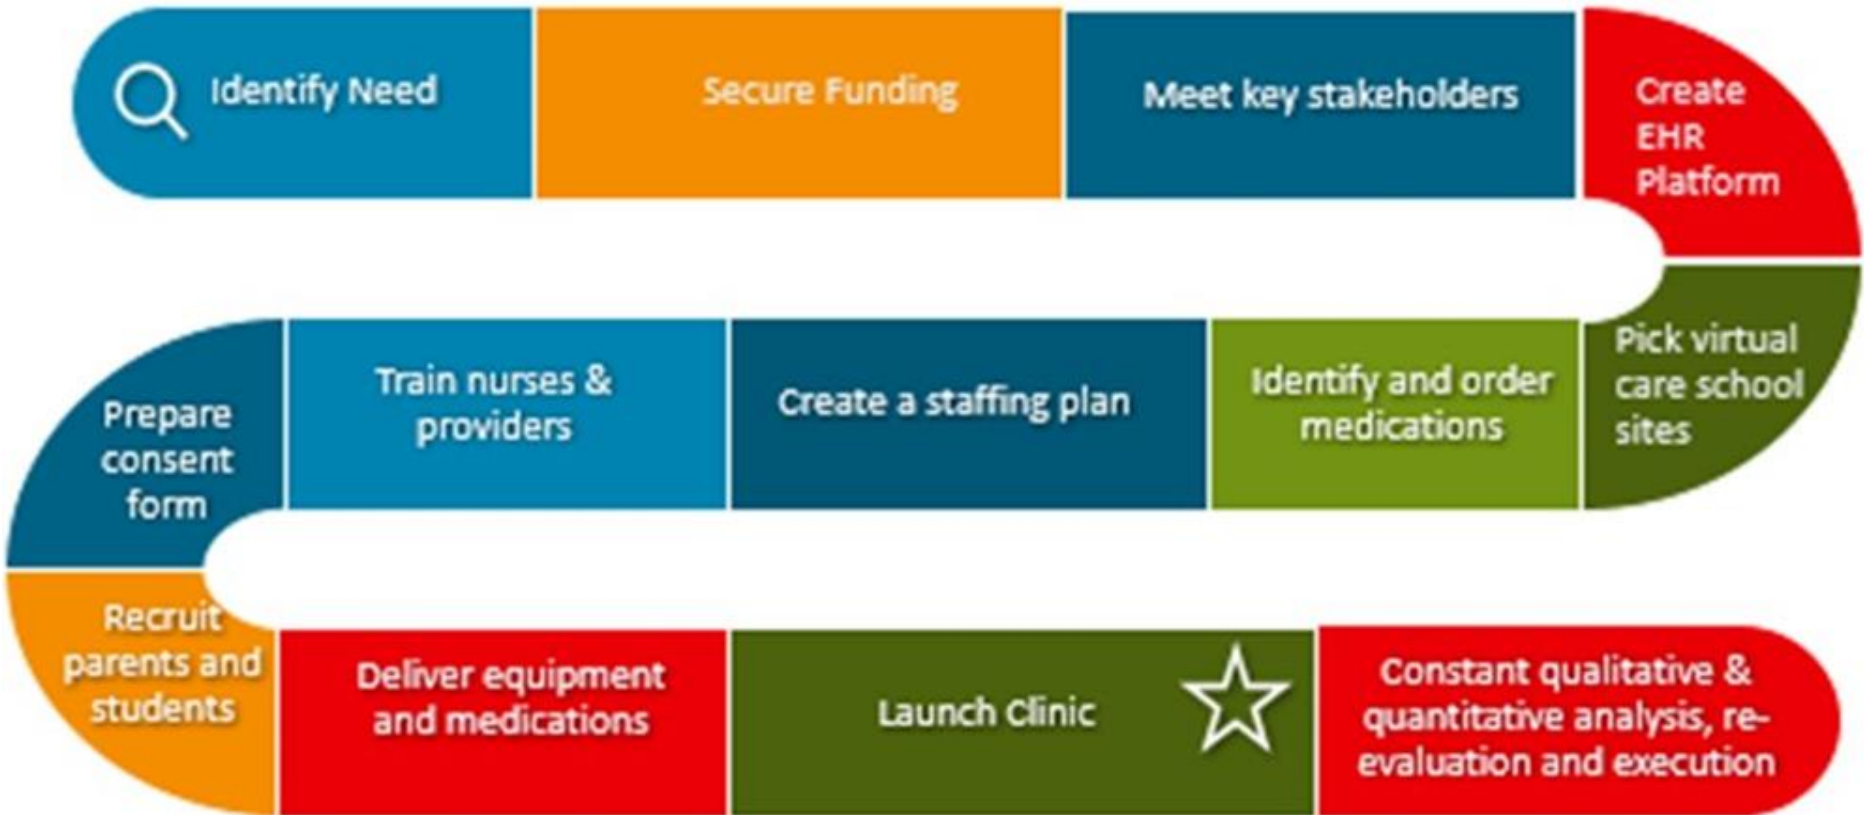 Identify Need
Secure Funding
Meet key stakeholders
Create
EHR
Platform
Pick virtual
care school
sites
Identify and order
medications
Create a staffing plan
Train nurses &
providers
Prepare
consent
form
Recruit
parents and
students
Deliver equipment
and medications
Launch Clinic
Constant qualitative &
quantitative analysis, re-
evaluation and execution